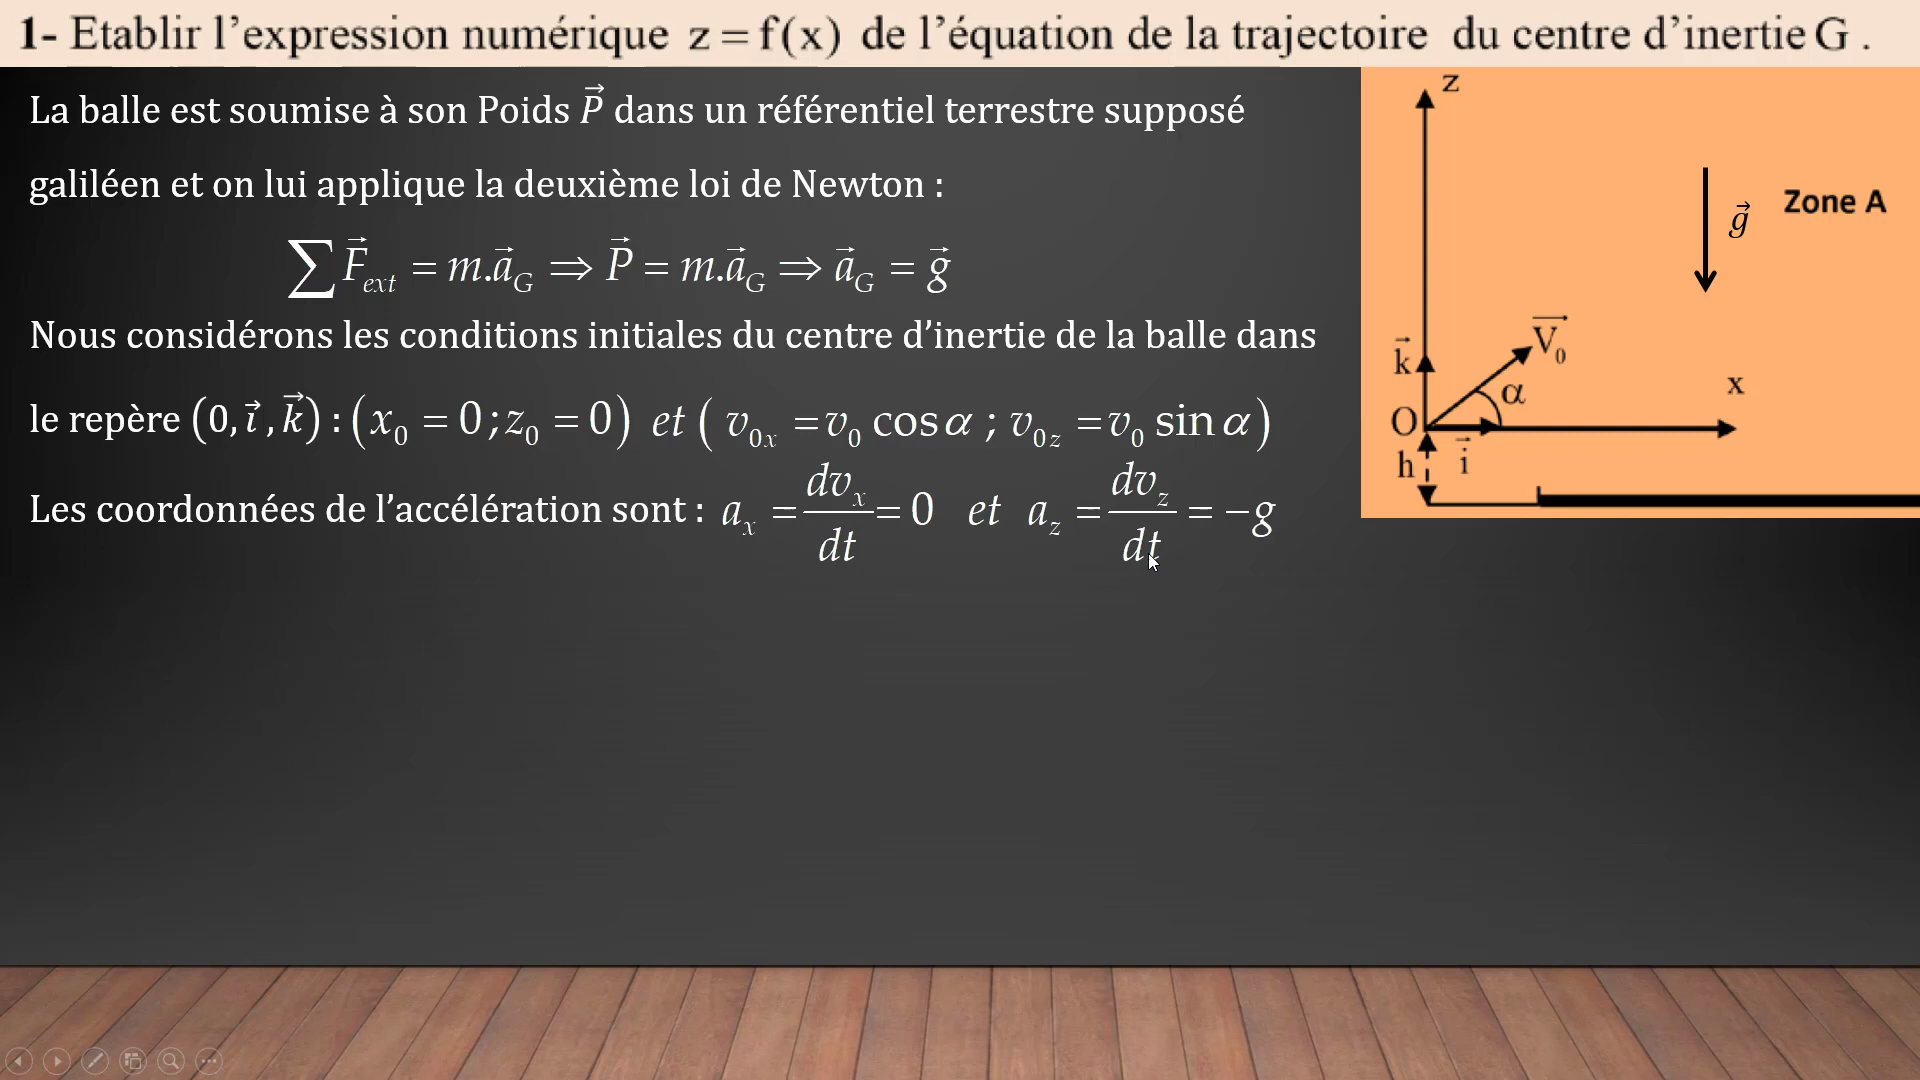 1- Etablir l’expression numérique z = f(x) de l’équation de la trajectoire du centre d’inertie G .
La balle est soumise à son Poids P⃗ dans un référentiel terrestre supposé
galiléen et on lui applique la deuxième loi de Newton :
∑ F⃗ext = m.a⃗G ⇒ P⃗ = m.a⃗G ⇒ a⃗G = g⃗
Nous considérons les conditions initiales du centre d’inertie de la balle dans
le repère (0, i⃗ , k⃗) : (x₀ = 0 ; z₀ = 0) et ( v₀x = v₀ cos α ; v₀z = v₀ sin α )
Les coordonnées de l’accélération sont : ax = dvx/dt = 0 et az = dvz/dt = −g
z
Zone A
g⃗
V₀⃗
k⃗
α
x
O
h
i⃗